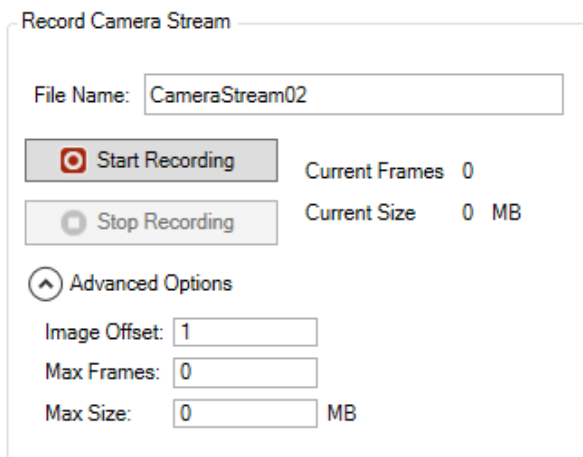 Record Camera Stream
File Name: CameraStream02
Start Recording
Current Frames 0
Stop Recording
Current Size 0 MB
Advanced Options
Image Offset: 1
Max Frames: 0
Max Size: 0 MB